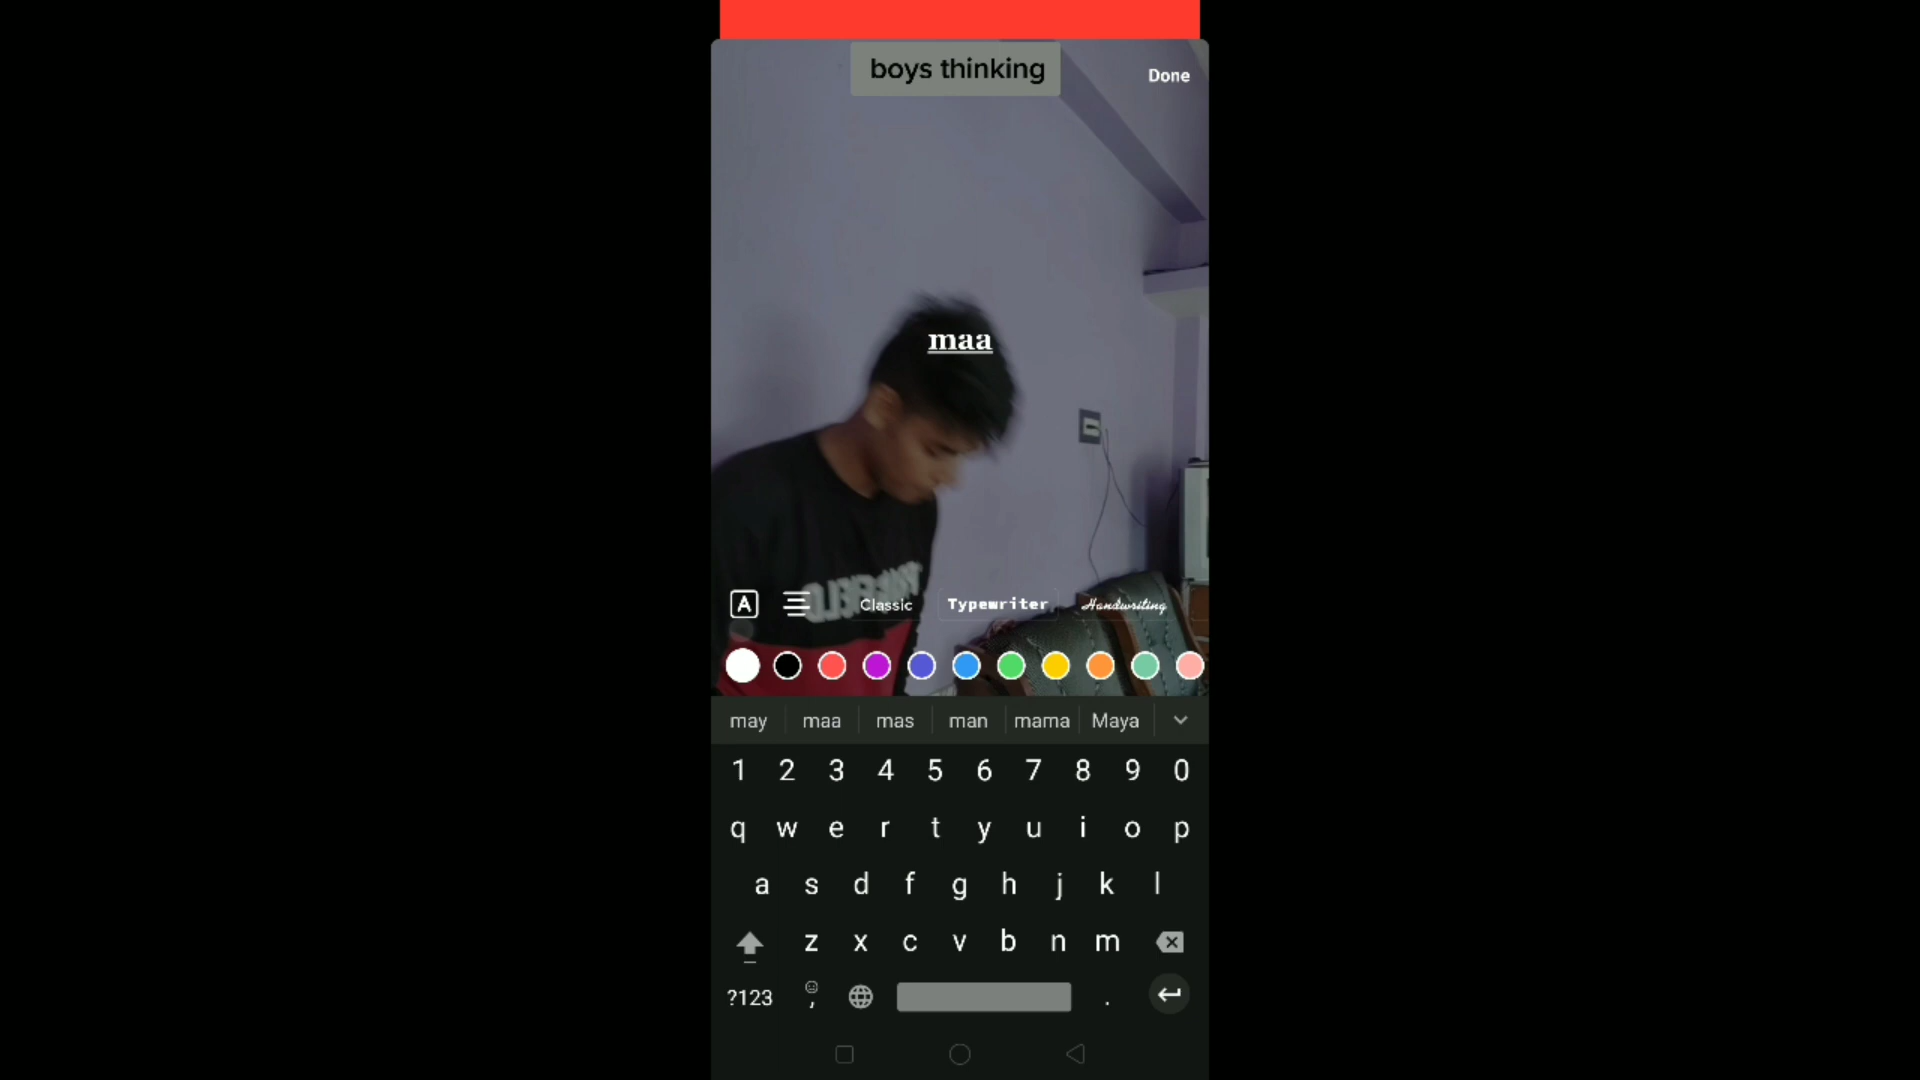 boys thinking
Done
maa
A
Classic Typewriter Handwriting
may maa mas man mama Maya
1 2 3 4 5 6 7 8 9 0
q w e r t y u i o p
a s d f g h j k l
z x c v b n m
?123 , .